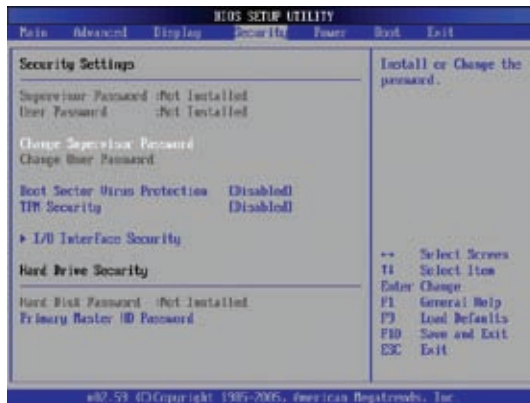 BIOS SETUP UTILITY
Main Advanced Display Security Power Boot Exit
Security Settings
Supervisor Password :Not Installed
User Password :Not Installed
Change Supervisor Password
Change User Password
Boot Sector Virus Protection [Disabled]
TPM Security [Disabled]
▶ I/O Interface Security
Hard Drive Security
Hard Disk Password :Not Installed
Primary Master HD Password
Install or Change the
password.
↔ Select Screen
↑↓ Select Item
Enter Change
F1 General Help
F9 Load Defaults
F10 Save and Exit
ESC Exit
v02.59 (C)Copyright 1985-2005, American Megatrends, Inc.